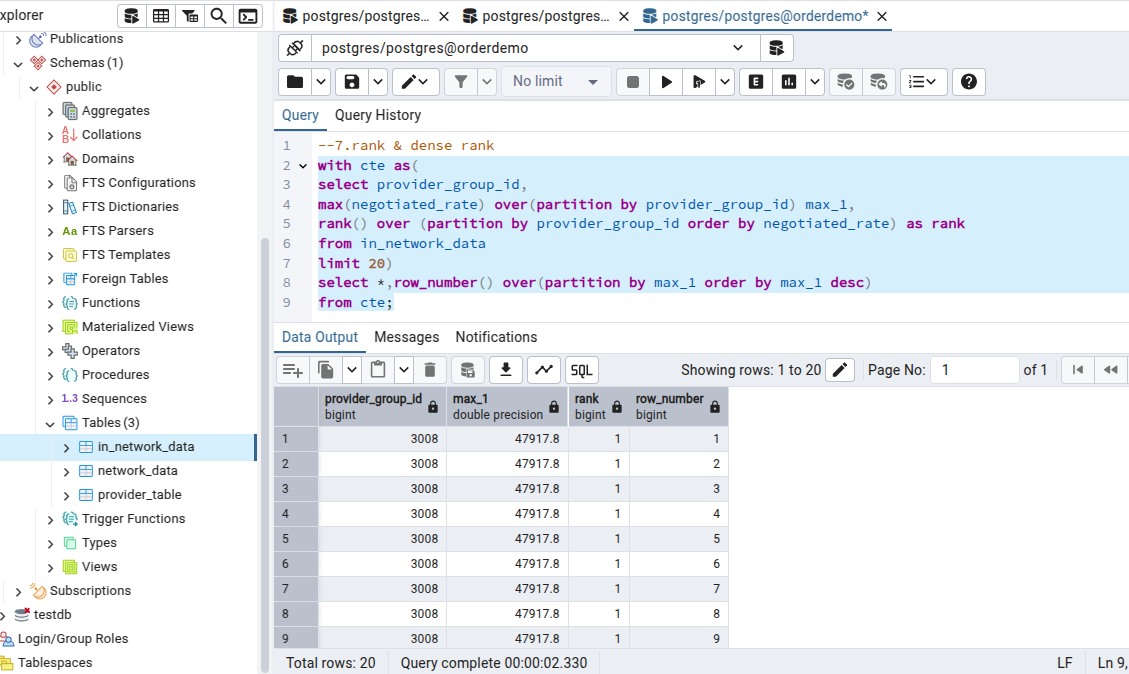 xplorer
postgres/postgres...
postgres/postgres...
postgres/postgres@orderdemo*
postgres/postgres@orderdemo
No limit
E
Query
Query History
Publications
Schemas (1)
public
Aggregates
Collations
Domains
FTS Configurations
FTS Dictionaries
Aa FTS Parsers
FTS Templates
Foreign Tables
Functions
Materialized Views
Operators
Procedures
1.3 Sequences
Tables (3)
in_network_data
network_data
provider_table
Trigger Functions
Types
Views
Subscriptions
testdb
Login/Group Roles
Tablespaces
1 --7.rank & dense rank
2 with cte as(
3 select provider_group_id,
4 max(negotiated_rate) over(partition by provider_group_id) max_1,
5 rank() over (partition by provider_group_id order by negotiated_rate) as rank
6 from in_network_data
7 limit 20)
8 select *,row_number() over(partition by max_1 order by max_1 desc)
9 from cte;
Data Output
Messages
Notifications
SQL
Showing rows: 1 to 20
Page No: 1 of 1
provider_group_id bigint
max_1 double precision
rank bigint
row_number bigint
1 3008 47917.8 1 1
2 3008 47917.8 1 2
3 3008 47917.8 1 3
4 3008 47917.8 1 4
5 3008 47917.8 1 5
6 3008 47917.8 1 6
7 3008 47917.8 1 7
8 3008 47917.8 1 8
9 3008 47917.8 1 9
Total rows: 20
Query complete 00:00:02.330
LF
Ln 9,